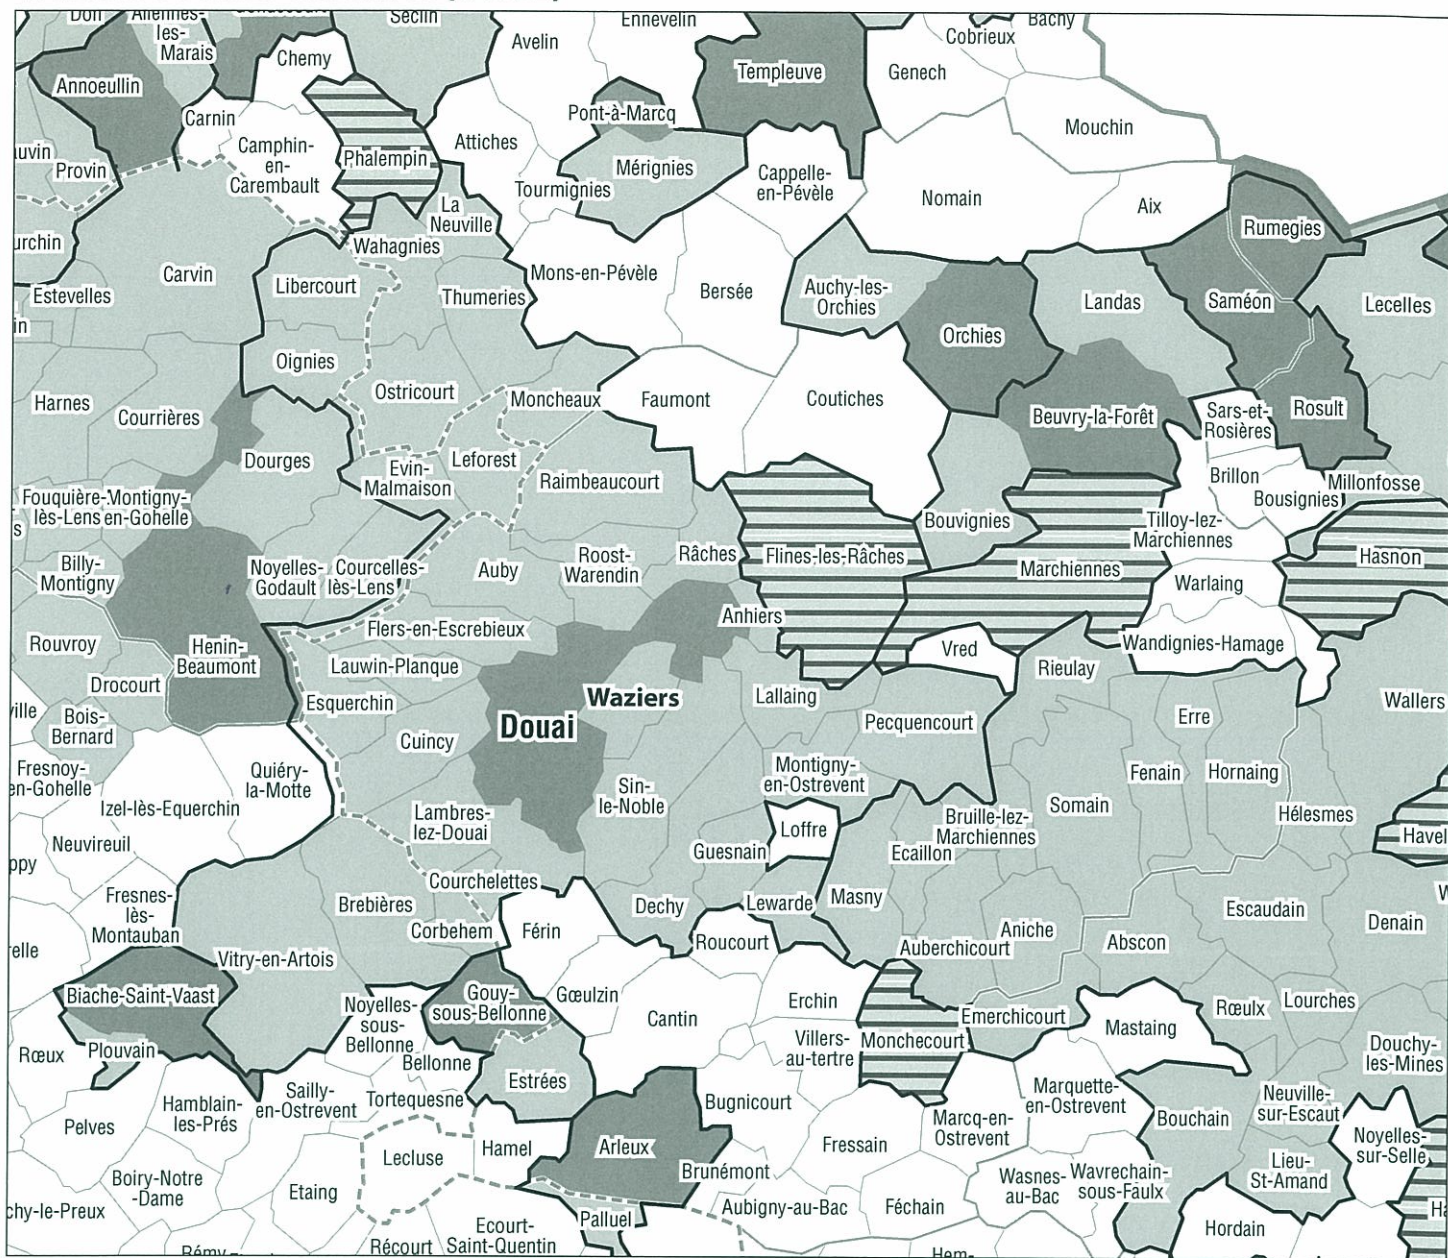 Don
Allennes-
les-
Marais
Seclin
Ennevelin
Bachy
Avelin
Cobrieux
Chemy
Annoeullin
Templeuve
Genech
Carnin
Pont-à-Marcq
Mouchin
Attiches
Camphin-
en-
Carembault
Phalempin
Mérignies
Cappelle-
en-Pévèle
Provin
Tourmignies
Nomain
Aix
La
Neuville
Rumegies
Wahagnies
Carvin
Mons-en-Pévèle
Libercourt
Bersée
Auchy-les-
Orchies
Landas
Saméon
Lecelles
Estevelles
Thumeries
Orchies
Oignies
Ostricourt
Moncheaux
Faumont
Coutiches
Harnes
Courrières
Beuvry-la-Forêt
Sars-et-
Rosières
Rosult
Dourges
Evin-
Malmaison
Leforest
Raimbeaucourt
Brillon
Bousignies
Millonfosse
Fouquière-
lès-Lens
Montigny-
en-Gohelle
Bouvignies
Tilloy-lez-
Marchiennes
Billy-
Montigny
Noyelles-
Godault
Courcelles-
lès-Lens
Auby
Roost-
Warendin
Râches
Flines-les-Râches
Marchiennes
Hasnon
Warlaing
Anhiers
Flers-en-Escrebieux
Rouvroy
Henin-
Beaumont
Vred
Wandignies-Hamage
Lauwin-Planque
Rieulay
Drocourt
Esquerchin
Waziers
Lallaing
Wallers
Bois-
Bernard
Douai
Pecquencourt
Erre
Cuincy
Fresnoy-
en-Gohelle
Quiéry-
la-Motte
Montigny-
en-Ostrevent
Fenain
Hornaing
Izel-lès-Equerchin
Sin-
le-Noble
Somain
Hélesmes
Lambres-
lez-Douai
Bruille-lez-
Marchiennes
Neuvireuil
Loffre
Guesnain
Ecaillon
Courchelettes
Fresnes-
lès-
Montauban
Brebières
Dechy
Lewarde
Masny
Escaudain
Denain
Corbehem
Férin
Roucourt
Aniche
Auberchicourt
Abscon
Vitry-en-Artois
Biache-Saint-Vaast
Noyelles-
sous-
Bellonne
Gouy-
sous-Bellonne
Gœulzin
Erchin
Rœulx
Lourches
Cantin
Emerchicourt
Mastaing
Rœux
Plouvain
Bellonne
Villers-
au-tertre
Monchecourt
Douchy-
les-Mines
Estrées
Sailly-
en-Ostrevent
Tortequesne
Marquette-
en-Ostrevent
Neuville-
sur-Escaut
Hamblain-
les-Prés
Bugnicourt
Marcq-en-
Ostrevent
Bouchain
Pelves
Hamel
Arleux
Fressain
Noyelles-
sur-Selle
Lecluse
Brunémont
Lieu-
St-Amand
Boiry-Notre
-Dame
Etaing
Wasnes-
au-Bac
Wavrechain-
sous-Faulx
Aubigny-au-Bac
Féchain
Palluel
Hordain
Récourt
Ecourt-
Saint-Quentin